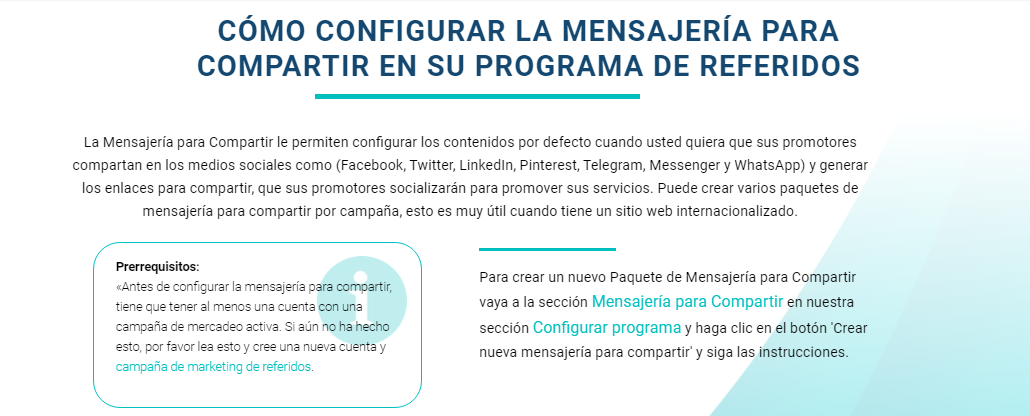 CÓMO CONFIGURAR LA MENSAJERÍA PARA
COMPARTIR EN SU PROGRAMA DE REFERIDOS
La Mensajería para Compartir le permiten configurar los contenidos por defecto cuando usted quiera que sus promotores
compartan en los medios sociales como (Facebook, Twitter, LinkedIn, Pinterest, Telegram, Messenger y WhatsApp) y generar
los enlaces para compartir, que sus promotores socializarán para promover sus servicios. Puede crear varios paquetes de
mensajería para compartir por campaña, esto es muy útil cuando tiene un sitio web internacionalizado.
Prerrequisitos:
«Antes de configurar la mensajería para compartir,
tiene que tener al menos una cuenta con una
campaña de mercadeo activa. Si aún no ha hecho
esto, por favor lea esto y cree una nueva cuenta y
campaña de marketing de referidos.
Para crear un nuevo Paquete de Mensajería para Compartir
vaya a la sección Mensajería para Compartir en nuestra
sección Configurar programa y haga clic en el botón 'Crear
nueva mensajería para compartir' y siga las instrucciones.